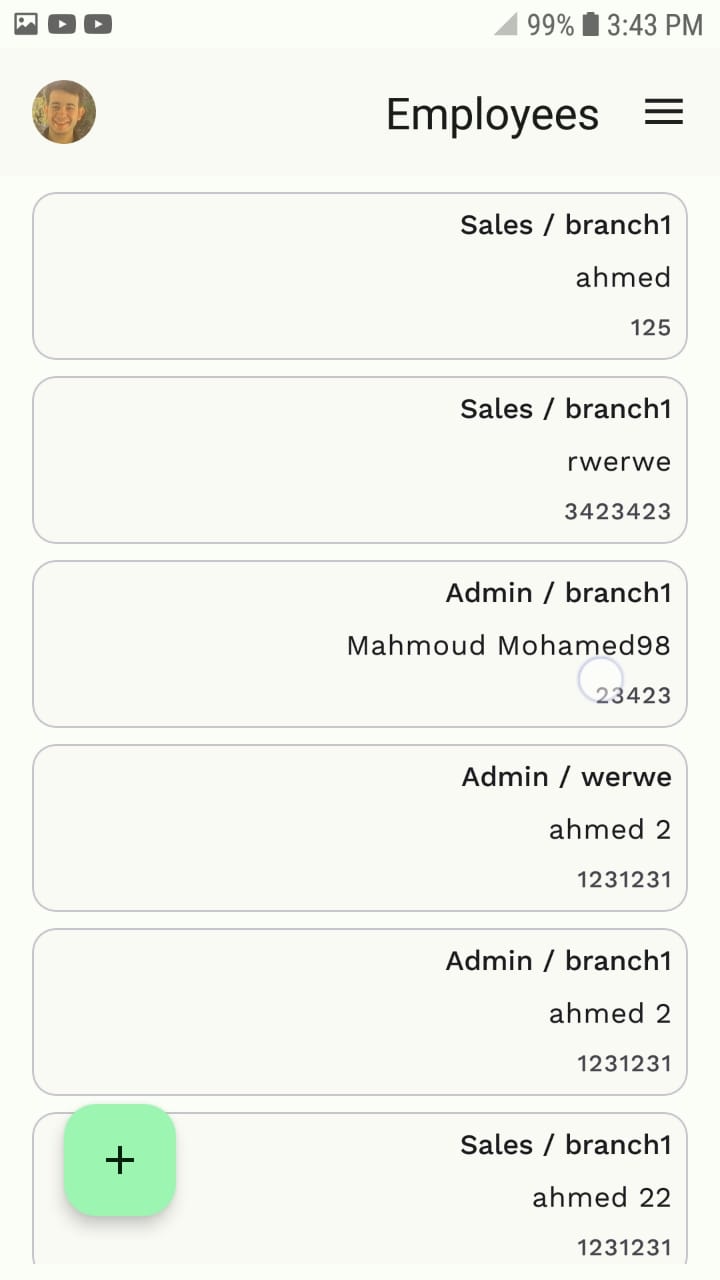 99% 3:43 PM
Employees
Sales / branch1
ahmed
125
Sales / branch1
rwerwe
3423423
Admin / branch1
Mahmoud Mohamed98
23423
Admin / werwe
ahmed 2
1231231
Admin / branch1
ahmed 2
1231231
Sales / branch1
ahmed 22
1231231